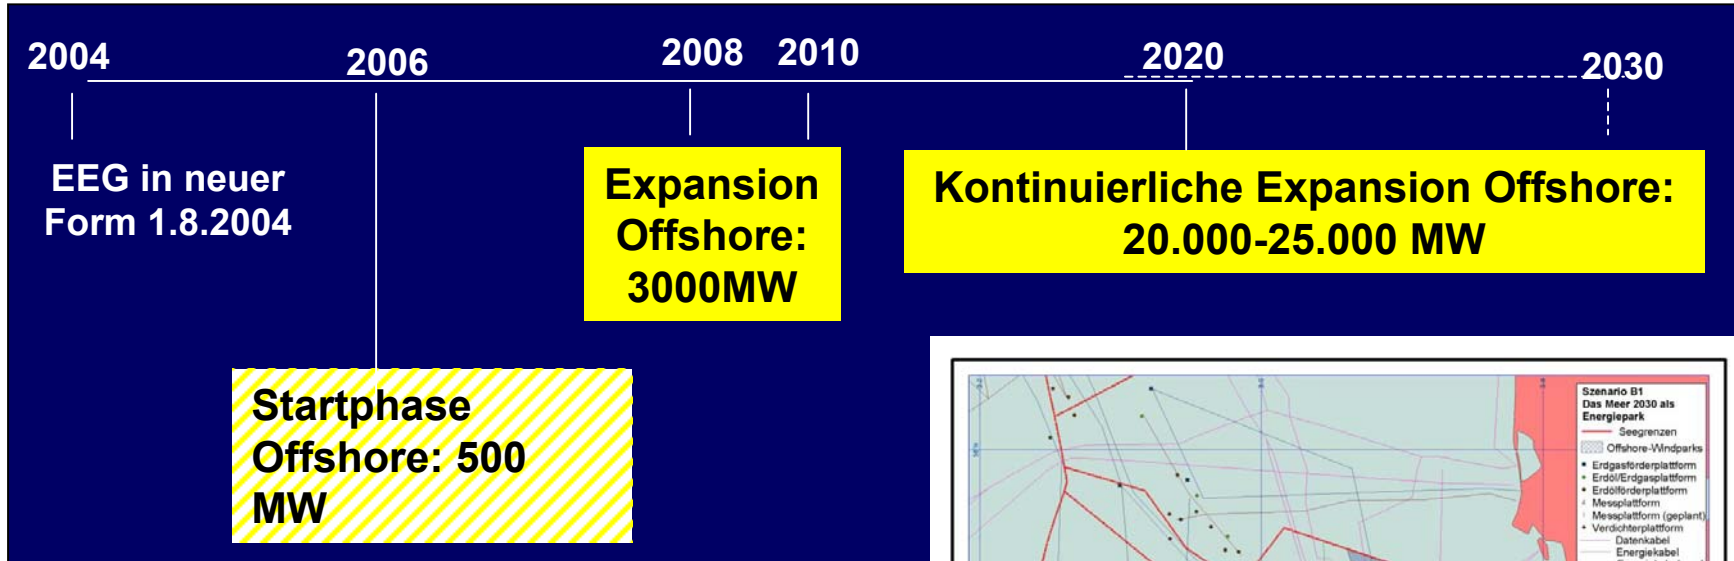 2004
2006
2008
2010
2020
2030
EEG in neuer
Form 1.8.2004
Expansion
Offshore:
3000MW
Kontinuierliche Expansion Offshore:
20.000-25.000 MW
Startphase
Offshore: 500
MW
Szenario B1
Das Meer 2030 als
Energiepark
Seegrenzen
Offshore-Windparks
Erdgasförderplattform
Erdöl/Erdgasplattform
Erdölförderplattform
Messplattform
Messplattform (geplant)
Verdichterplattform
Datenkabel
Energiekabel